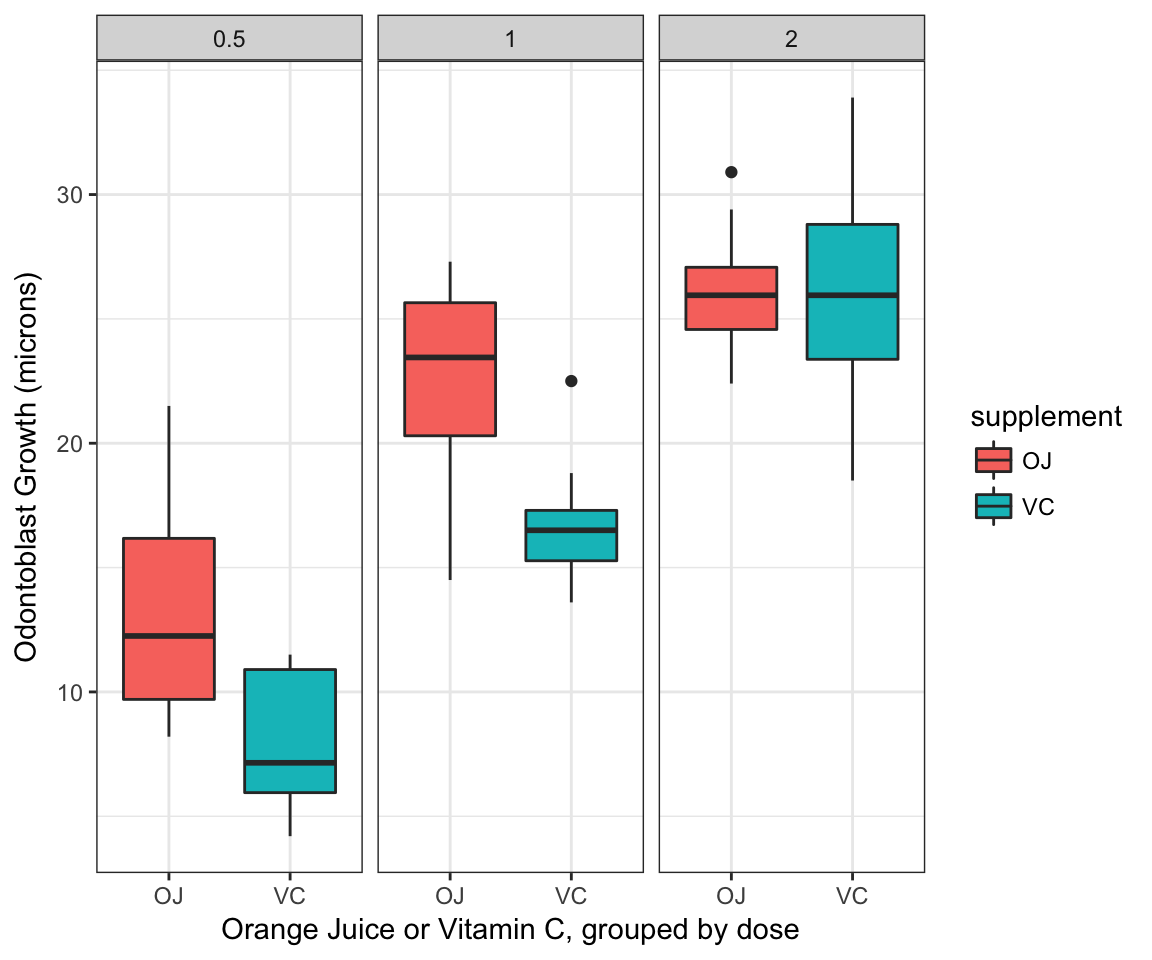 0.5 1 2
30
20
10
Odontoblast Growth (microns)
OJ VC OJ VC OJ VC
Orange Juice or Vitamin C, grouped by dose
supplement
OJ
VC